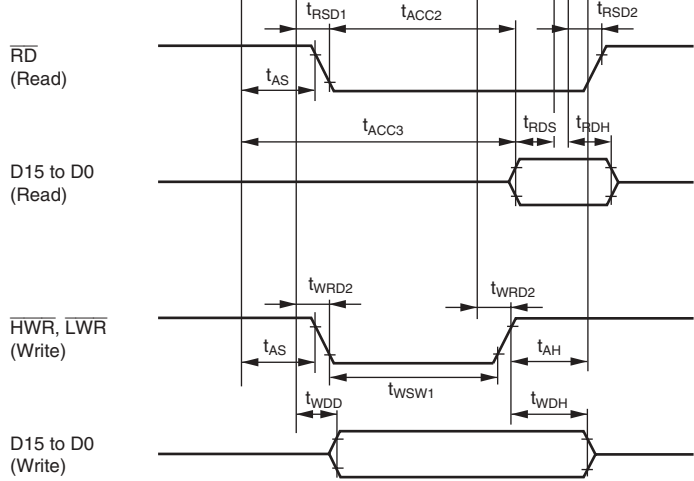 tRSD1 tACC2 tRSD2
RD
(Read)
tAS
tACC3 tRDS tRDH
D15 to D0
(Read)
tWRD2 tWRD2
HWR, LWR
(Write)
tAS tAH
tWSW1
tWDD tWDH
D15 to D0
(Write)